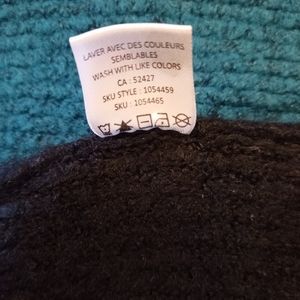 LAVER AVEC DES COULEURS
SEMBLABLES
WASH WITH LIKE COLORS
CA : 52427
SKU STYLE : 1054459
SKU : 1054465